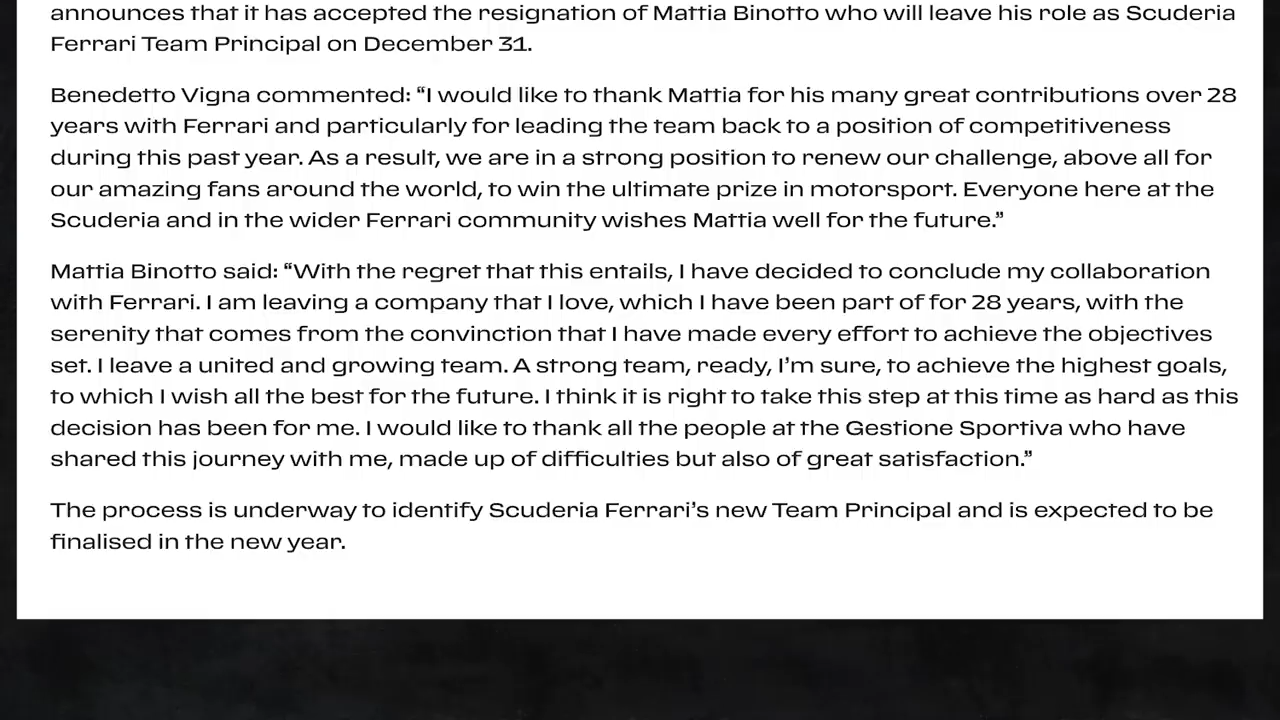 announces that it has accepted the resignation of Mattia Binotto who will leave his role as Scuderia
Ferrari Team Principal on December 31.
Benedetto Vigna commented: “I would like to thank Mattia for his many great contributions over 28
years with Ferrari and particularly for leading the team back to a position of competitiveness
during this past year. As a result, we are in a strong position to renew our challenge, above all for
our amazing fans around the world, to win the ultimate prize in motorsport. Everyone here at the
Scuderia and in the wider Ferrari community wishes Mattia well for the future.”
Mattia Binotto said: “With the regret that this entails, I have decided to conclude my collaboration
with Ferrari. I am leaving a company that I love, which I have been part of for 28 years, with the
serenity that comes from the convinction that I have made every effort to achieve the objectives
set. I leave a united and growing team. A strong team, ready, I’m sure, to achieve the highest goals,
to which I wish all the best for the future. I think it is right to take this step at this time as hard as this
decision has been for me. I would like to thank all the people at the Gestione Sportiva who have
shared this journey with me, made up of difficulties but also of great satisfaction.”
The process is underway to identify Scuderia Ferrari’s new Team Principal and is expected to be
finalised in the new year.